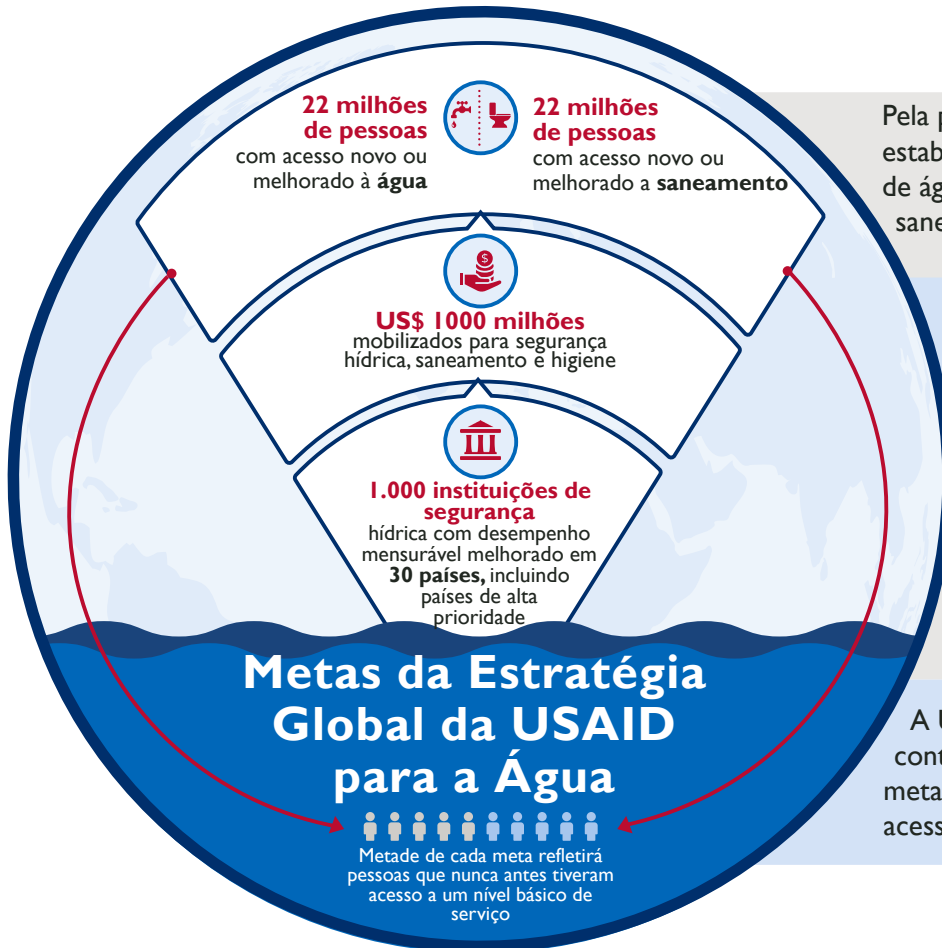 22 milhões
de pessoas
com acesso novo ou
melhorado à água
22 milhões
de pessoas
com acesso novo ou
melhorado a saneamento
$
US$ 1000 milhões
mobilizados para segurança
hídrica, saneamento e higiene
1.000 instituições de
segurança
hídrica com desempenho
mensurável melhorado em
30 países, incluindo
países de alta
prioridade
Metas da Estratégia
Global da USAID
para a Água
Metade de cada meta refletirá
pessoas que nunca antes tiveram
acesso a um nível básico de
serviço
Pela
estab
de
sane
A
cont
meta
acess